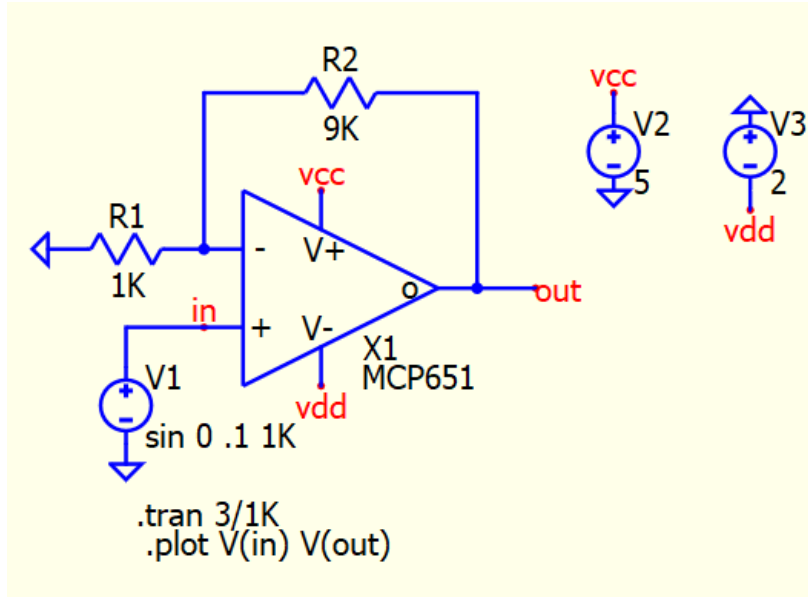 R2
9K
vcc
V2
5
V3
2
vdd
vcc
R1
1K
-
V+
o
out
in
+
V-
X1
MCP651
vdd
V1
sin 0 .1 1K
.tran 3/1K
.plot V(in) V(out)